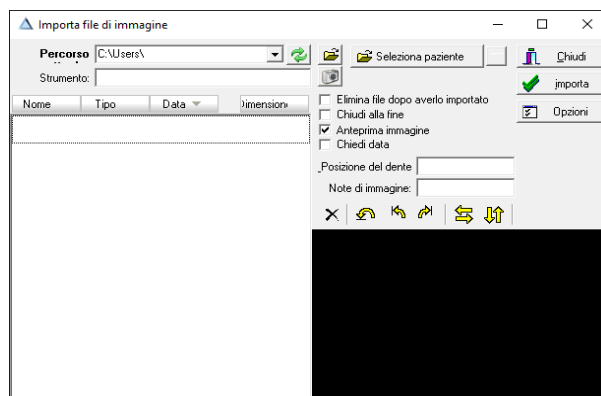 Importa file di immagine
Percorso C:\Users\
Strumento:
Nome Tipo Data
Seleziona paziente
Chiudi
importa
Opzioni
Elimina file dopo averlo importato
Chiudi alla fine
Anteprima immagine
Chiedi data
Posizione del dente
Note di immagine: